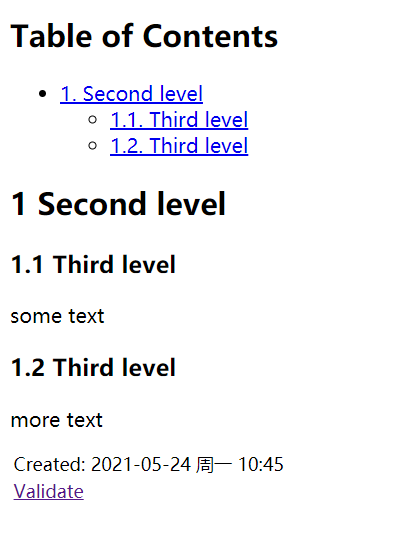 Table of Contents
1. Second level
1.1. Third level
1.2. Third level
1 Second level
1.1 Third level
some text
1.2 Third level
more text
Created: 2021-05-24 周一 10:45
Validate